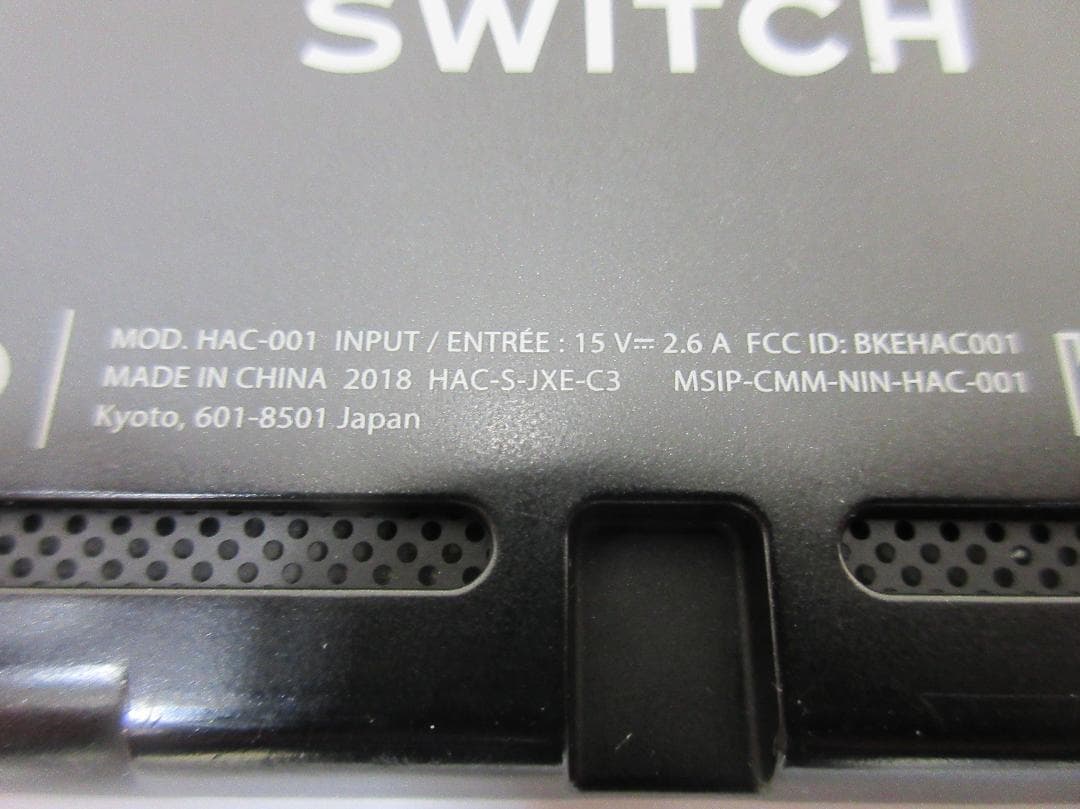 SWITCH
MOD. HAC-001 INPUT / ENTRÉE : 15 V⎓ 2.6 A FCC ID: BKEHAC001
MADE IN CHINA 2018 HAC-S-JXE-C3 MSIP-CMM-NIN-HAC-001
Kyoto, 601-8501 Japan